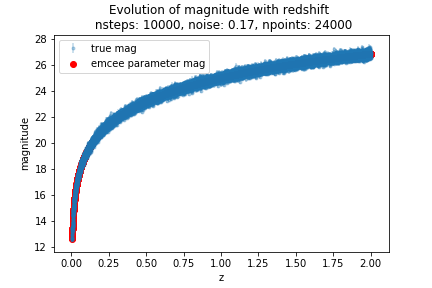 Evolution of magnitude with redshift
nsteps: 10000, noise: 0.17, npoints: 24000
true mag
emcee parameter mag
magnitude
28
26
24
22
20
18
16
14
12
0.00 0.25 0.50 0.75 1.00 1.25 1.50 1.75 2.00
z